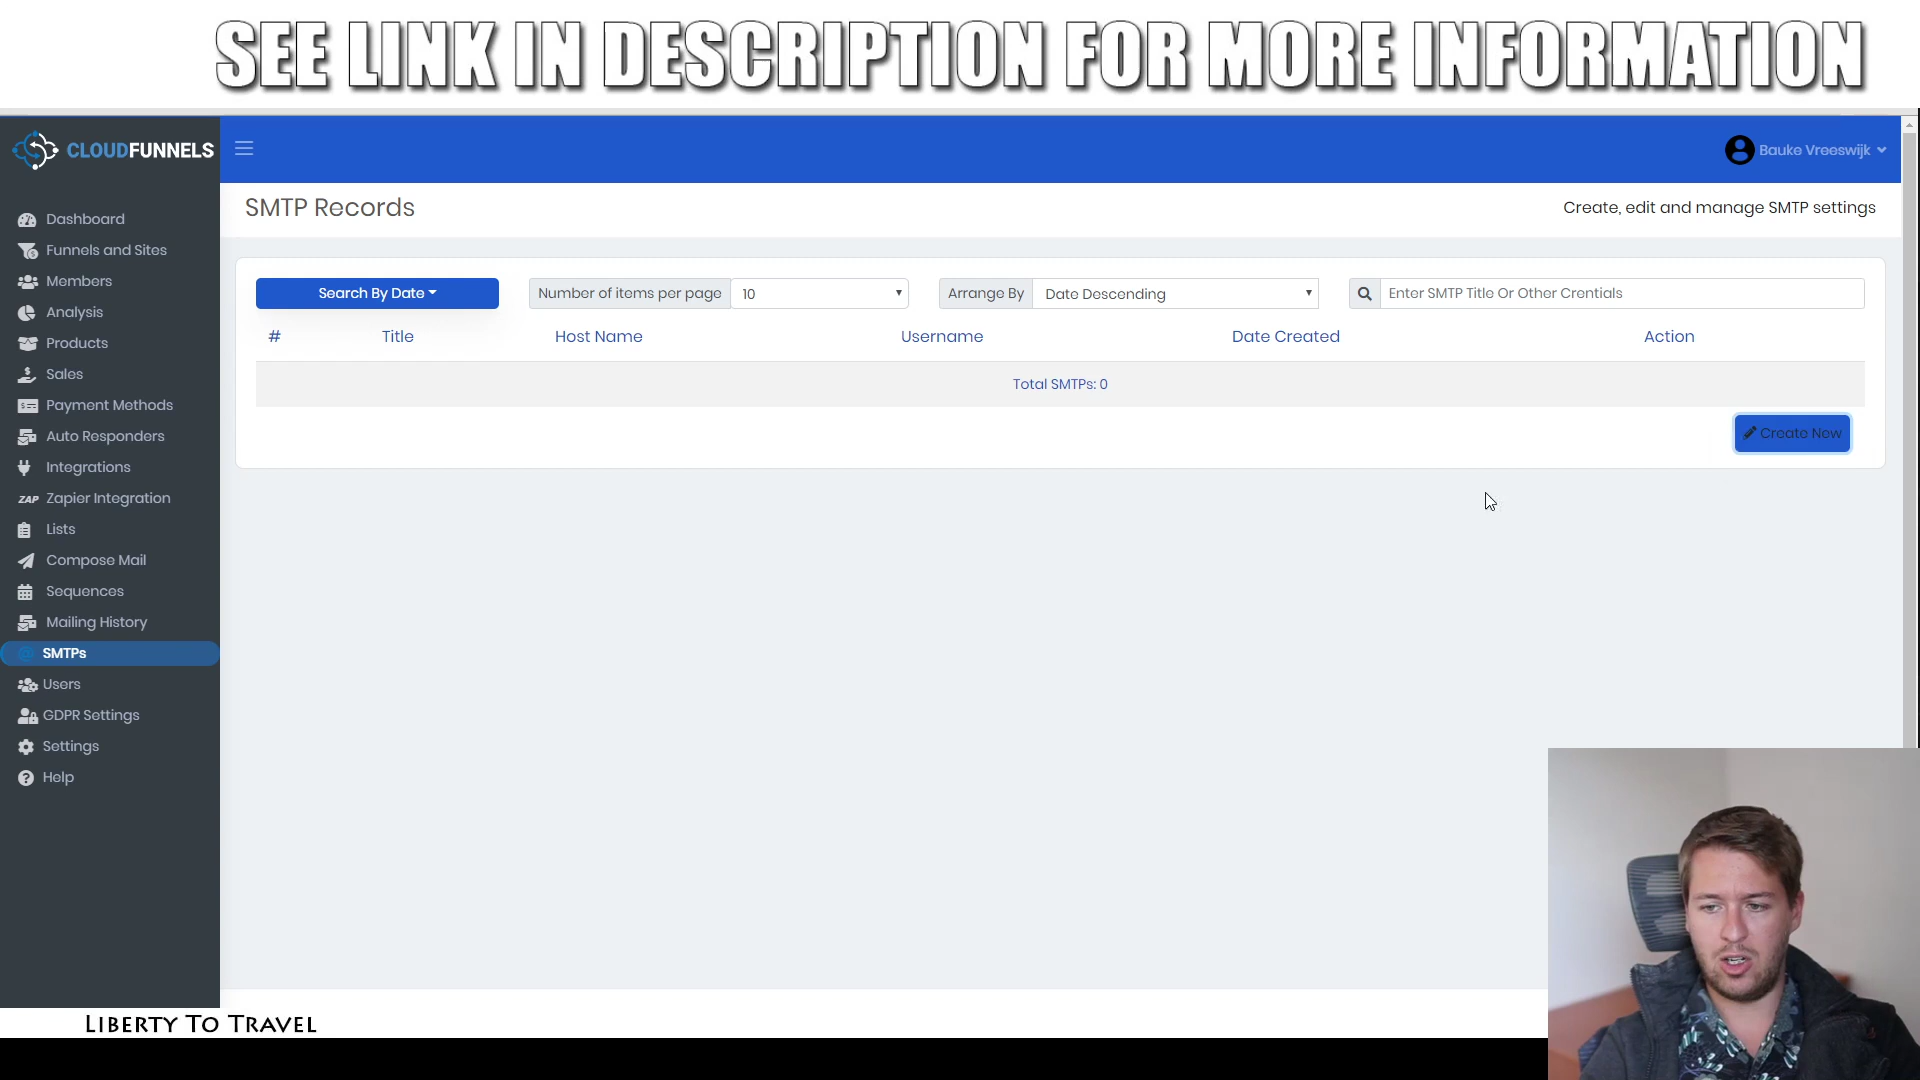 SEE LINK IN DESCRIPTION FOR MORE INFORMATION
CLOUDFUNNELS
Bauke Vreeswijk
SMTP Records
Create, edit and manage SMTP settings
Dashboard
Funnels and Sites
Members
Analysis
Products
Sales
Payment Methods
Auto Responders
Integrations
ZAP Zapier Integration
Lists
Compose Mail
Sequences
Mailing History
SMTPs
Users
GDPR Settings
Settings
Help
Search By Date
Number of items per page 10
Arrange By Date Descending
Enter SMTP Title Or Other Crentials
# Title Host Name Username Date Created Action
Total SMTPs: 0
Create New
LIBERTY TO TRAVEL